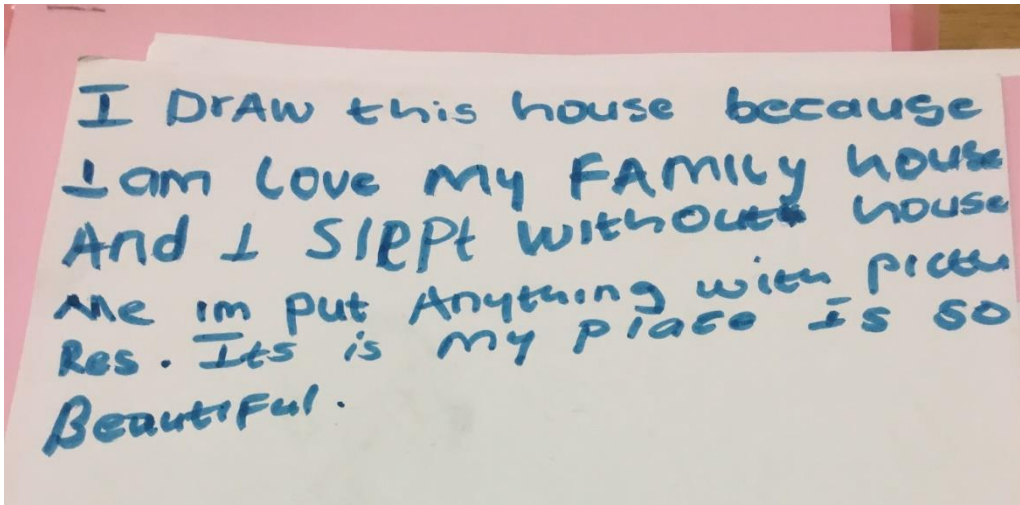 I DrAW this house because
I am love my FAMILY house
And I Slept without house
Me im put Anything with pictu
Res. Its is my place Is so
Beautiful.